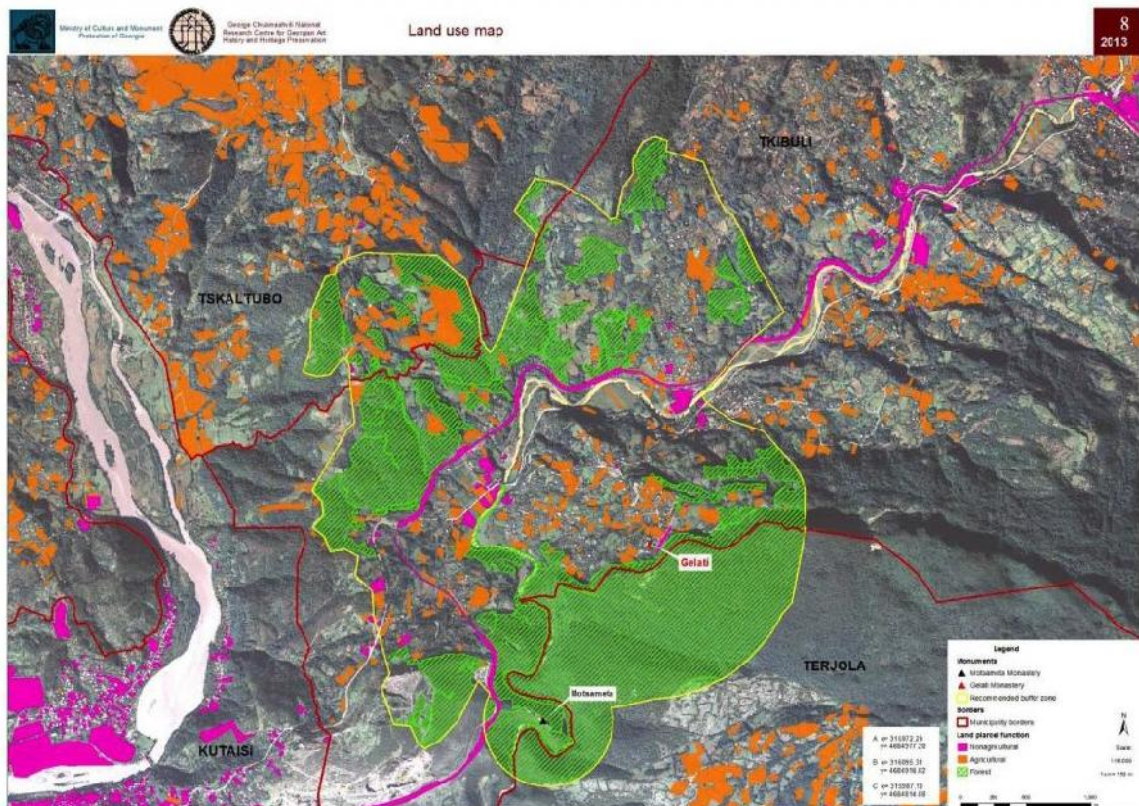 Ministry of Culture and Monument
Protection of Georgia
George Chubinashvili National
Research Centre for Georgian Art
History and Heritage Preservation
Land use map
8
2013
TKIBULI
TSKALTUBO
Gelati
TERJOLA
Motsameta
KUTAISI
Legend
Monuments
Motsameta Monastery
Gelati Monastery
Recommended buffer zone
Borders
Municipality borders
Land placel function
Nonagricultural
Agricultural
Forest
N
Scale:
A
B
C
0